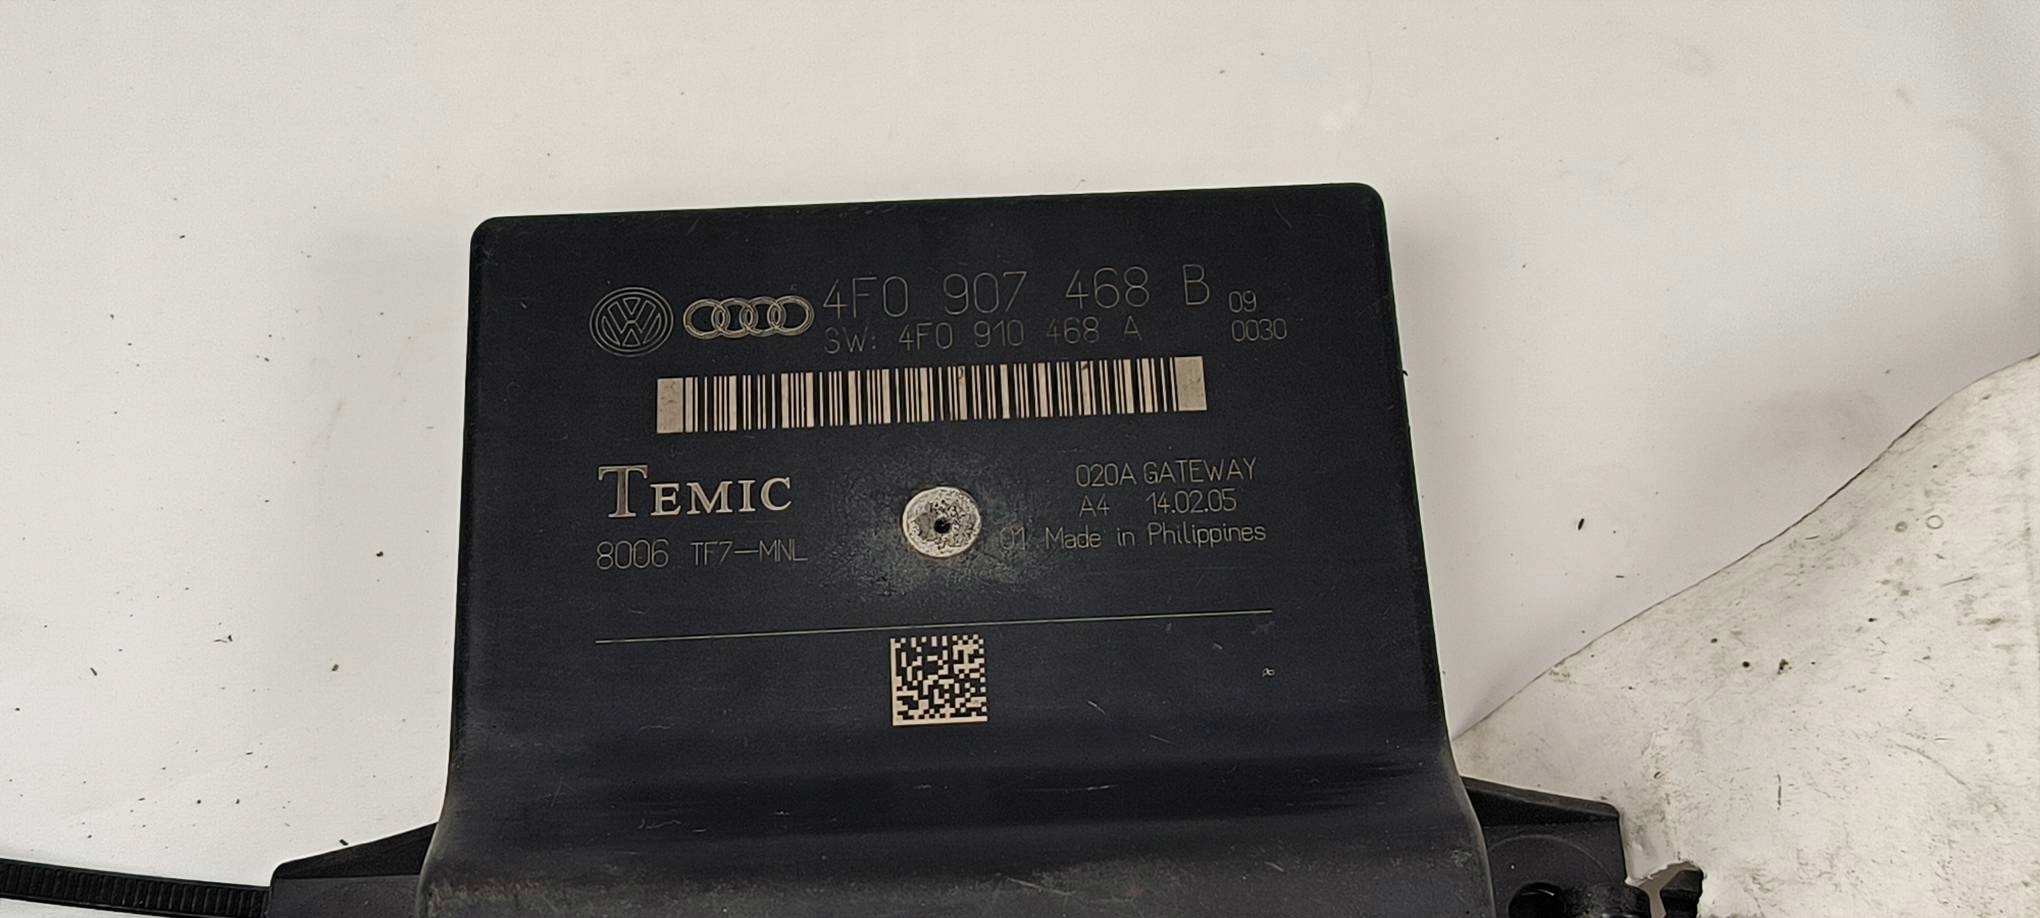 4F0 907 468 B 09
SW: 4F0 910 468 A 0030
TEMIC
8006 TF7-MNL
020A GATEWAY
A4 14.02.05
01 Made in Philippines